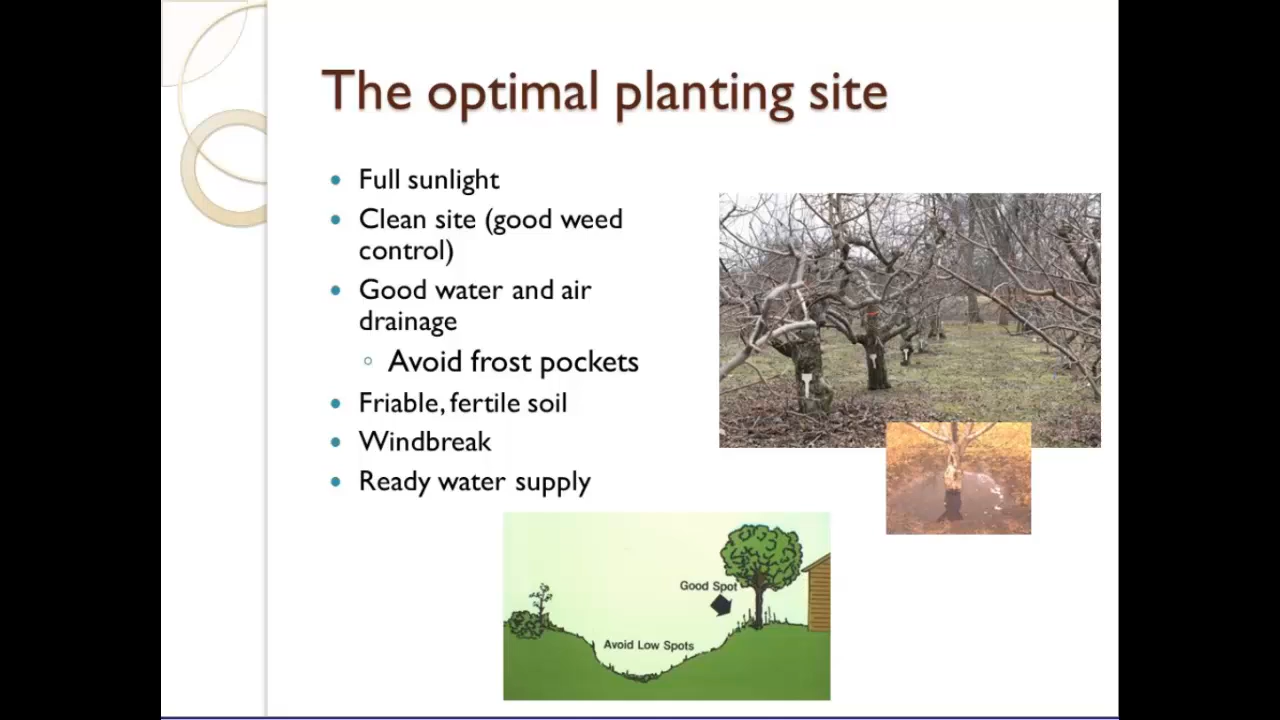 The optimal planting site
• Full sunlight
• Clean site (good weed
control)
• Good water and air
drainage
◦ Avoid frost pockets
• Friable, fertile soil
• Windbreak
• Ready water supply
Good Spot
Avoid Low Spots